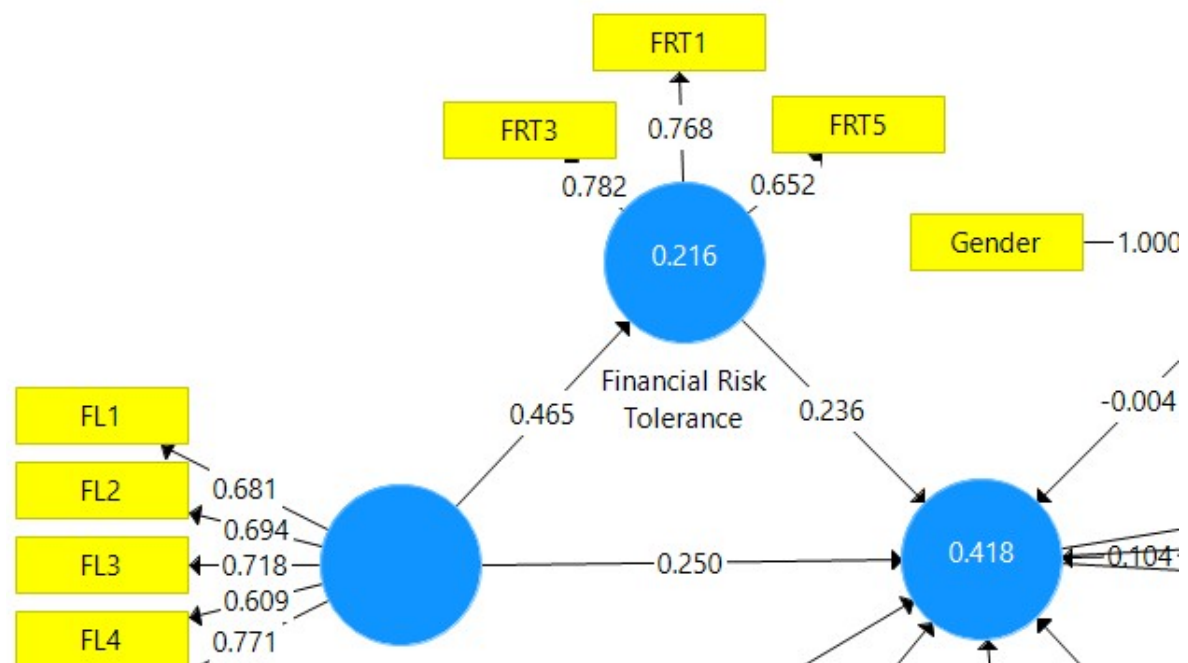 FRT1
FRT3
FRT5
0.768
0.782
0.652
Gender
1.000
0.216
Financial Risk
Tolerance
FL1
0.465
0.236
-0.004
FL2
0.681
0.694
FL3
0.718
0.250
0.418
0.104
0.609
FL4
0.771